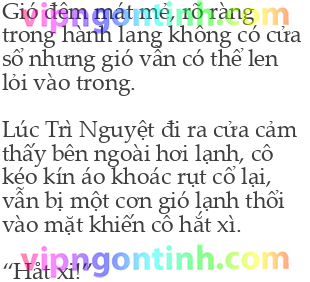 Gió đêm mát mẻ, rõ ràng
trong hành lang không có cửa
sổ nhưng gió vẫn có thể len
lỏi vào trong.
Lúc Trì Nguyệt đi ra cửa cảm
thấy bên ngoài hơi lạnh, cô
kéo kín áo khoác rụt cổ lại,
vẫn bị một cơn gió lạnh thổi
vào mặt khiến cô hắt xì.
“Hắt xì!”
vipngontinh.com
vipngontinh.com